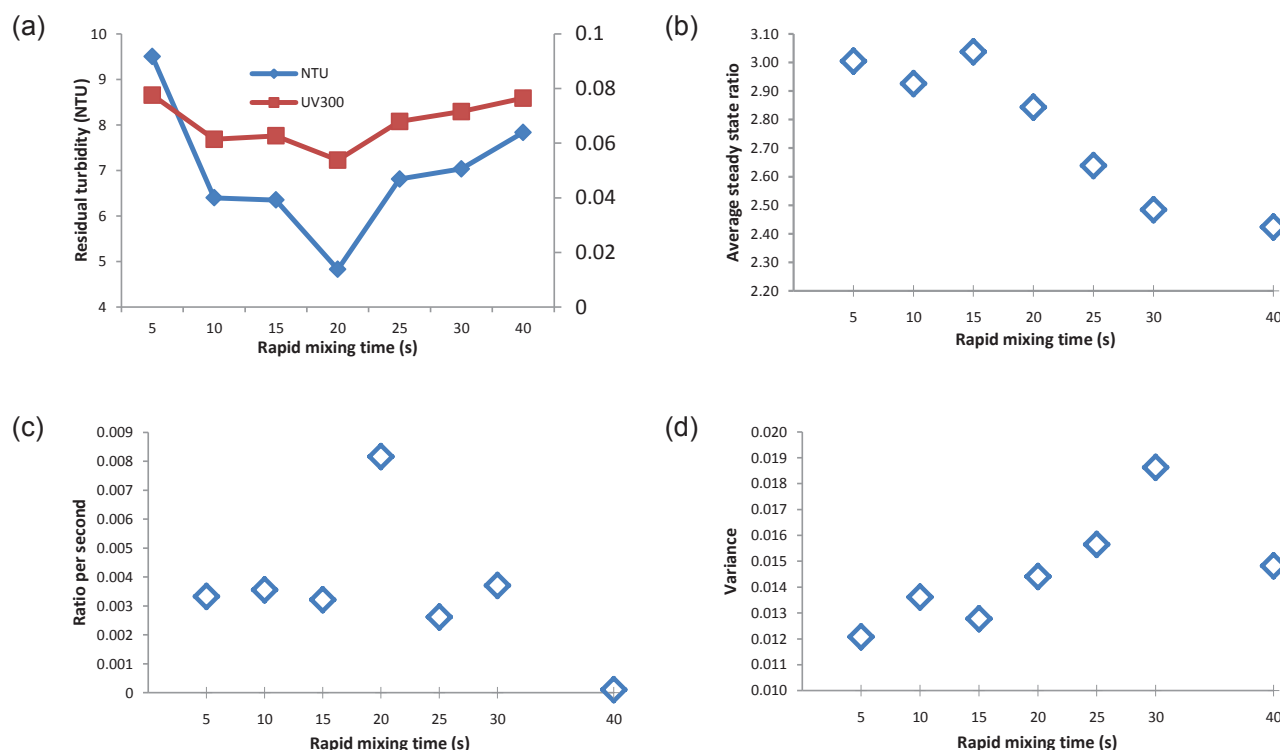 (a)
10
9
8
7
6
5
4
Residual turbidity (NTU)
NTU
UV300
0.1
0.08
0.06
0.04
0.02
0
5 10 15 20 25 30 40
Rapid mixing time (s)
(b)
3.10
3.00
2.90
2.80
2.70
2.60
2.50
2.40
2.30
2.20
Average steady state ratio
5 10 15 20 25 30 40
Rapid mixing time (s)
(c)
0.009
0.008
0.007
0.006
0.005
0.004
0.003
0.002
0.001
0
Ratio per second
5 10 15 20 25 30 40
Rapid mixing time (s)
(d)
0.020
0.019
0.018
0.017
0.016
0.015
0.014
0.013
0.012
0.011
0.010
Variance
5 10 15 20 25 30 40
Rapid mixing time (s)